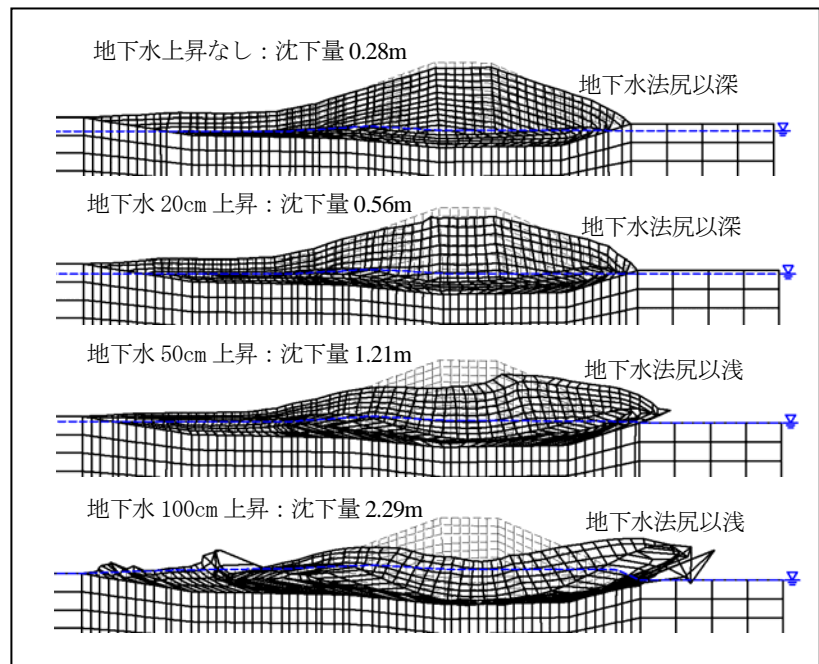 地下水上昇なし：沈下量 0.28m
地下水法尻以深
地下水 20cm 上昇：沈下量 0.56m
地下水法尻以深
地下水 50cm 上昇：沈下量 1.21m
地下水法尻以浅
地下水 100cm 上昇：沈下量 2.29m
地下水法尻以浅